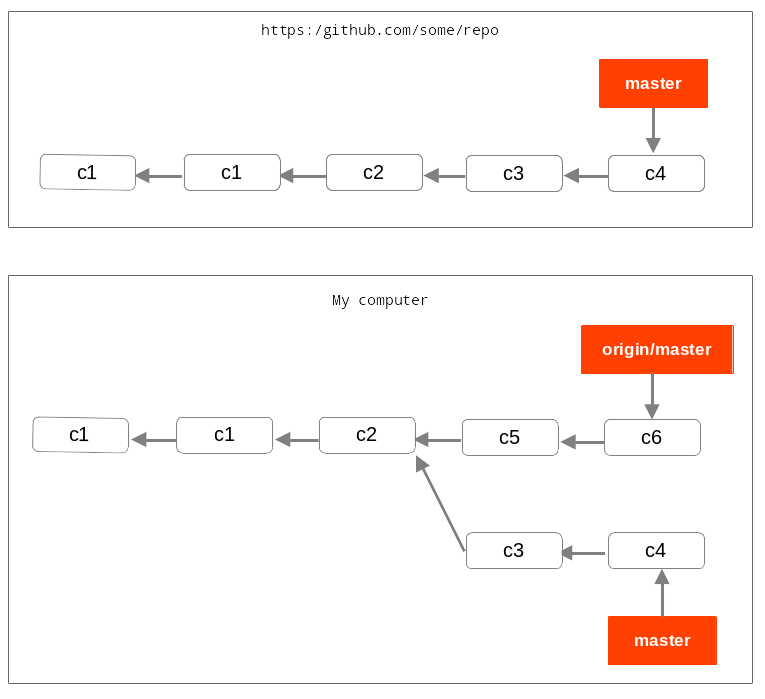 https:/github.com/some/repo
master
c1 c1 c2 c3 c4
My computer
origin/master
c1 c1 c2 c5 c6
c3 c4
master